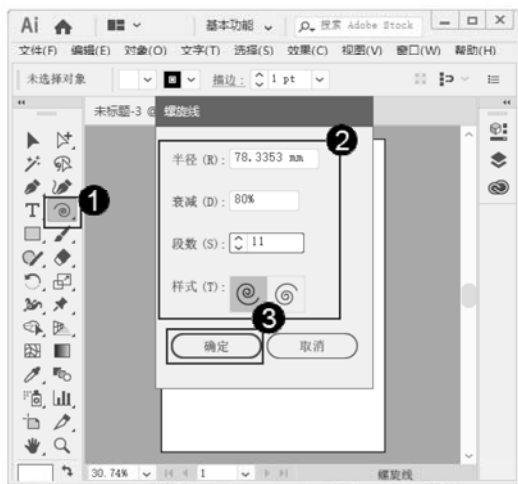 Ai 基本功能 搜索 Adobe Stock
文件(F) 编辑(E) 对象(O) 文字(T) 选择(S) 效果(C) 视图(V) 窗口(W) 帮助(H)
未选择对象 描边: 1 pt
未标题-3 @
螺旋线
2
半径 (R): 78.3353 mm
衰减 (D): 80%
1
段数 (S): 11
样式 (T):
3
确定 取消
30.74% 1 螺旋线